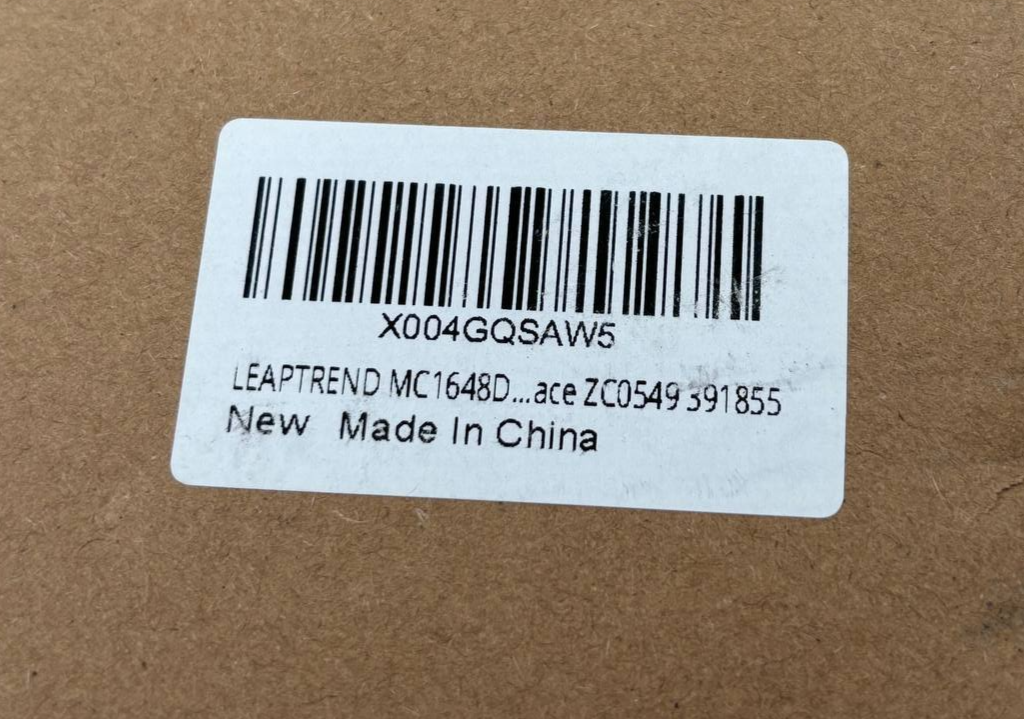 X004GQSAW5
LEAPTREND MC1648D...ace ZC0549 391855
New Made In China